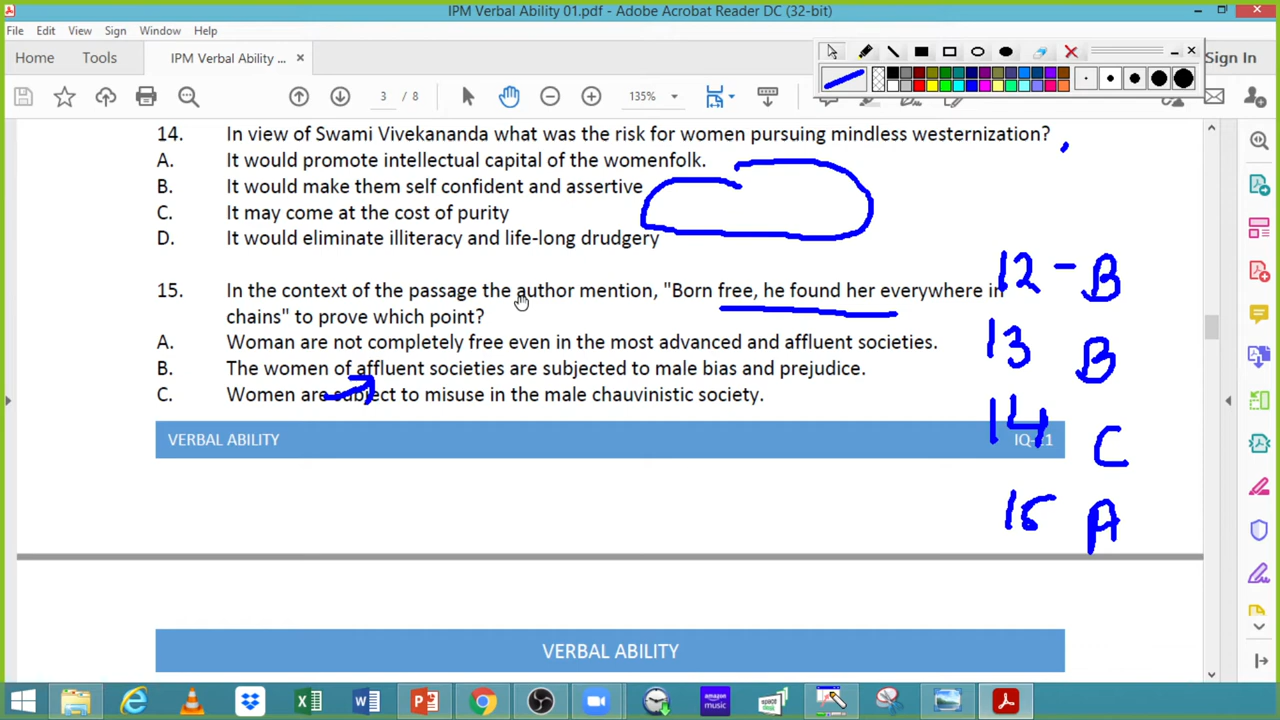 IPM Verbal Ability 01.pdf - Adobe Acrobat Reader DC (32-bit)
File Edit View Sign Window Help
Home Tools IPM Verbal Ability ... × Sign In
3 / 8 135%
14. In view of Swami Vivekananda what was the risk for women pursuing mindless westernization?
A. It would promote intellectual capital of the womenfolk.
B. It would make them self confident and assertive
C. It may come at the cost of purity
D. It would eliminate illiteracy and life-long drudgery
15. In the context of the passage the author mention, "Born free, he found her everywhere in
chains" to prove which point?
A. Woman are not completely free even in the most advanced and affluent societies.
B. The women of affluent societies are subjected to male bias and prejudice.
C. Women are subject to misuse in the male chauvinistic society.
12 - B
13 B
14 C
15 A
VERBAL ABILITY IQ-21
VERBAL ABILITY
amazon music